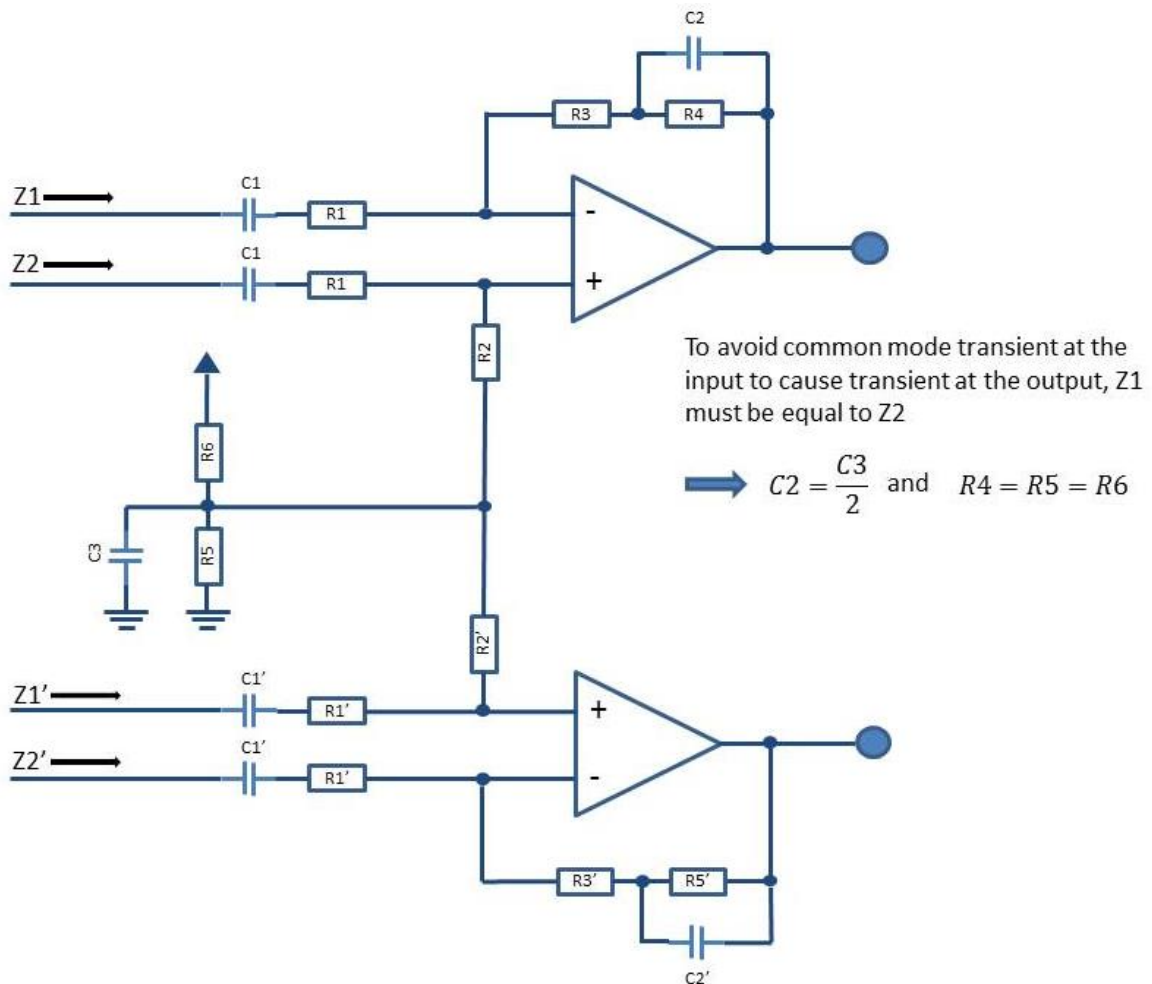 C2
R3
R4
Z1
C1
R1
-
Z2
C1
R1
+
R2
To avoid common mode transient at the
input to cause transient at the output, Z1
must be equal to Z2
R6
C2 = C3/2 and R4 = R5 = R6
C3
R5
R2'
Z1'
C1'
R1'
+
Z2'
C1'
R1'
-
R3'
R5'
C2'